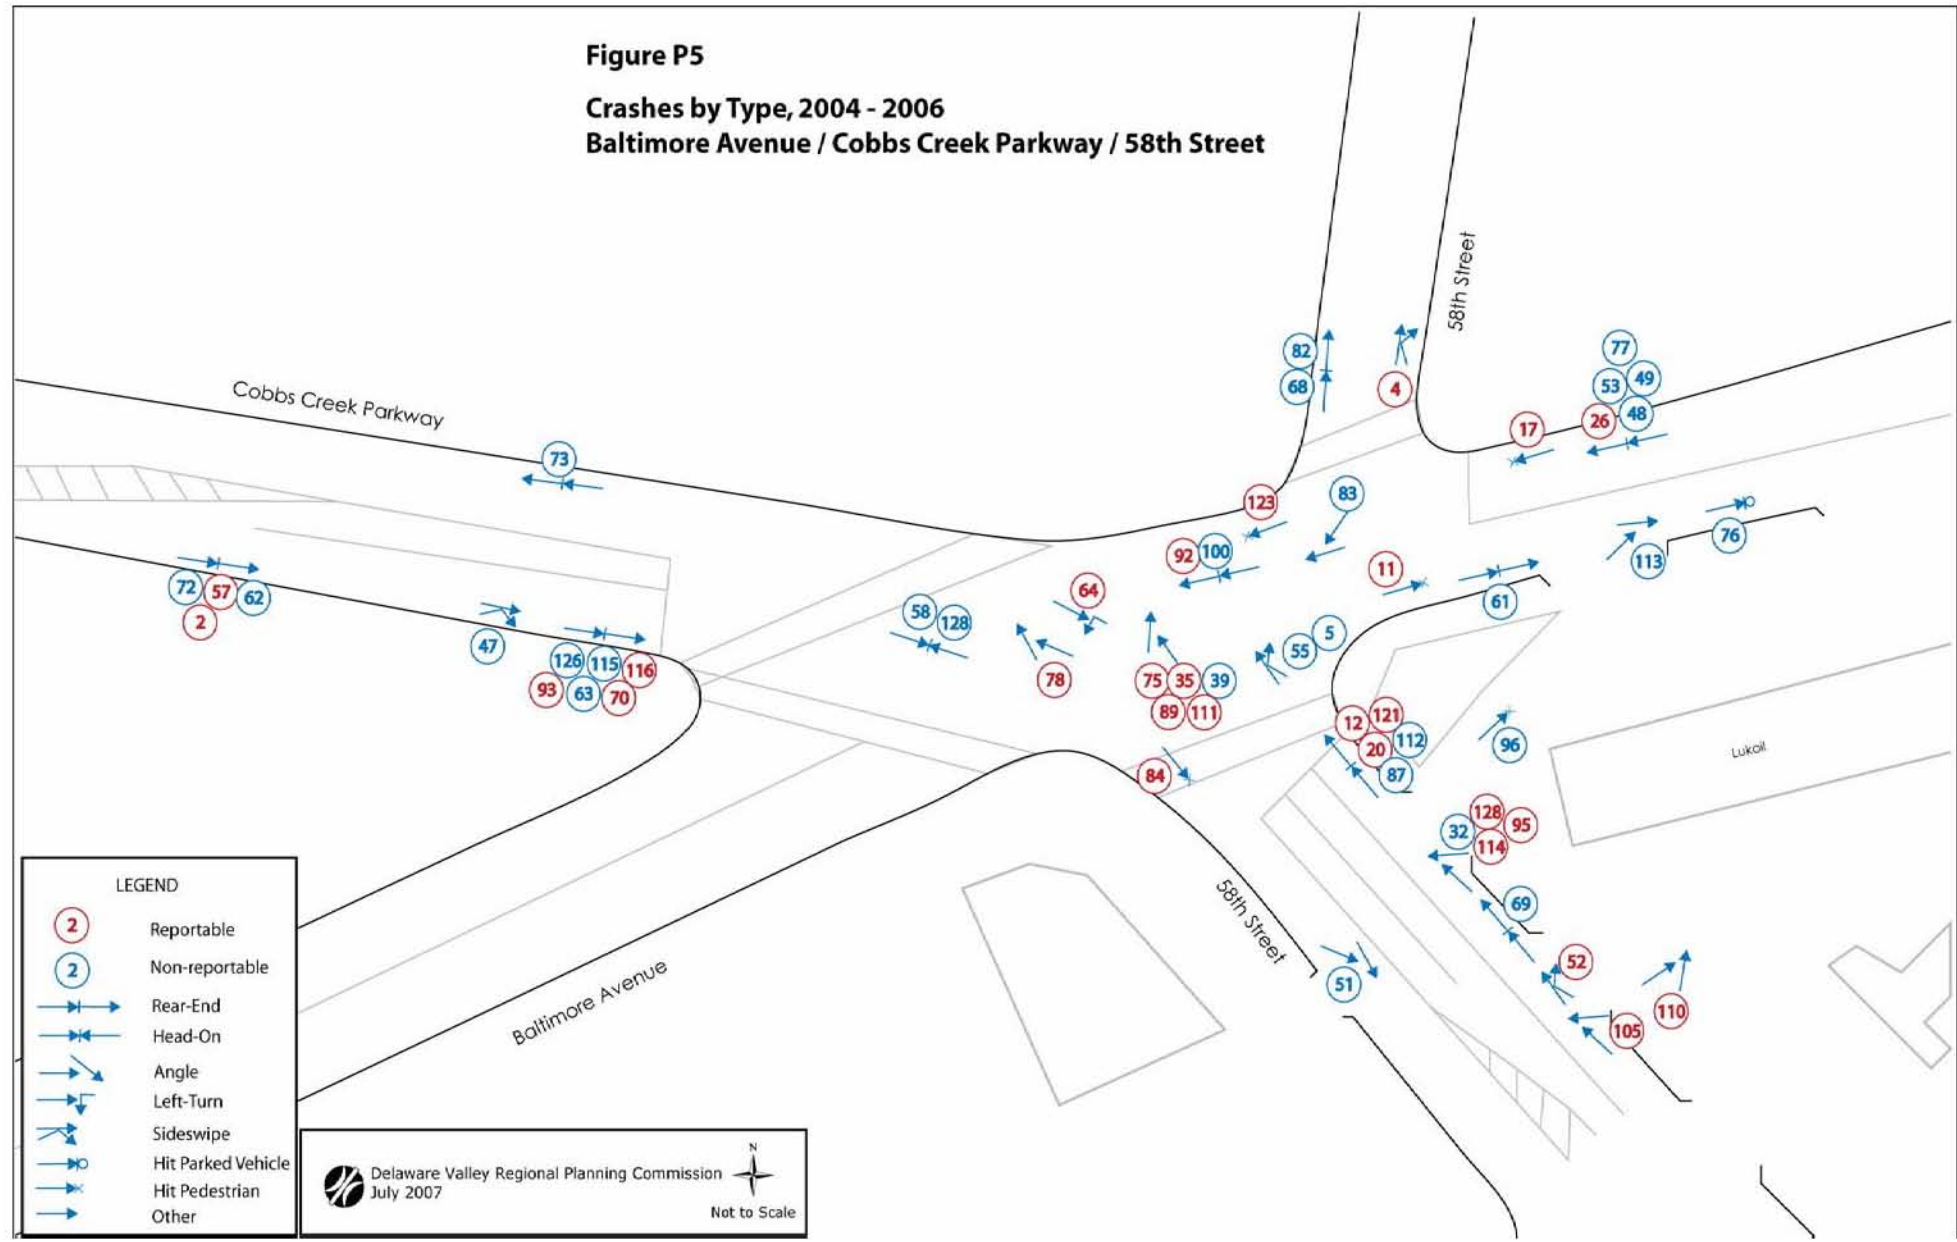 Figure P5
Crashes by Type, 2004 - 2006
Baltimore Avenue / Cobbs Creek Parkway / 58th Street
58th Street
82
68
4
77
53
49
17
26
48
Cobbs Creek Parkway
73
123
83
92
100
11
76
113
72
57
62
2
47
64
58
128
61
5
55
126
115
116
93
63
70
78
75
35
39
89
111
12
121
20
112
87
96
84
Lukoil
32
128
95
114
69
58th Street
51
52
110
105
Baltimore Avenue
LEGEND
2 Reportable
2 Non-reportable
Rear-End
Head-On
Angle
Left-Turn
Sideswipe
Hit Parked Vehicle
Hit Pedestrian
Other
Delaware Valley Regional Planning Commission
July 2007
N
Not to Scale